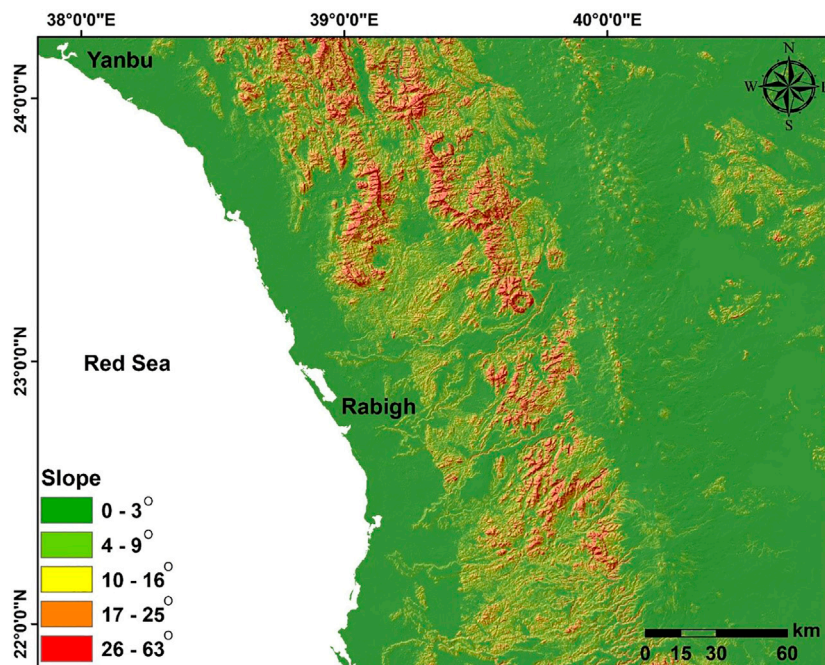 38°0'0"E 39°0'0"E 40°0'0"E
Yanbu
N
W
S
24°0'0"N
23°0'0"N
22°0'0"N
Red Sea
Rabigh
Slope
0 - 3°
4 - 9°
10 - 16°
17 - 25°
26 - 63°
km
0 15 30 60